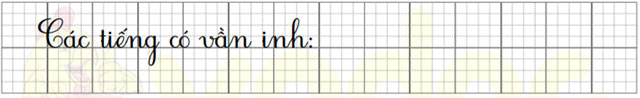 Các tiếng có vần inh: